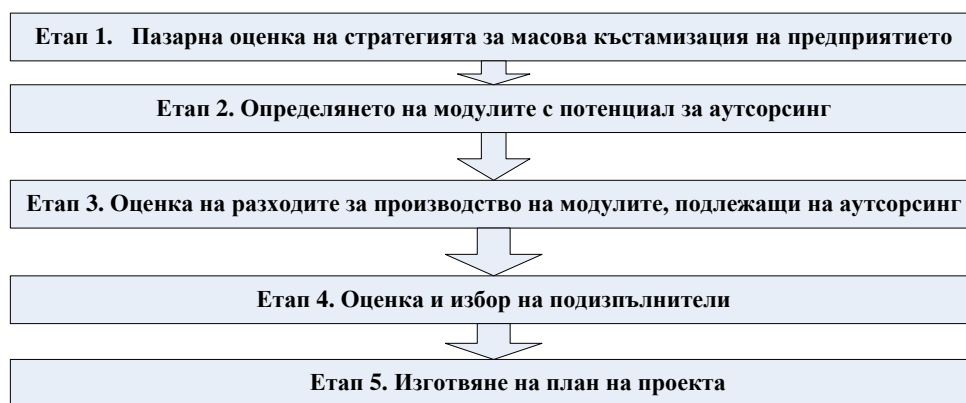 Етап 1. Пазарна оценка на стратегията за масова къстамизация на предприятието
Етап 2. Определянето на модулите с потенциал за аутсорсинг
Етап 3. Оценка на разходите за производство на модулите, подлежащи на аутсорсинг
Етап 4. Оценка и избор на подизпълнители
Етап 5. Изготвяне на план на проекта